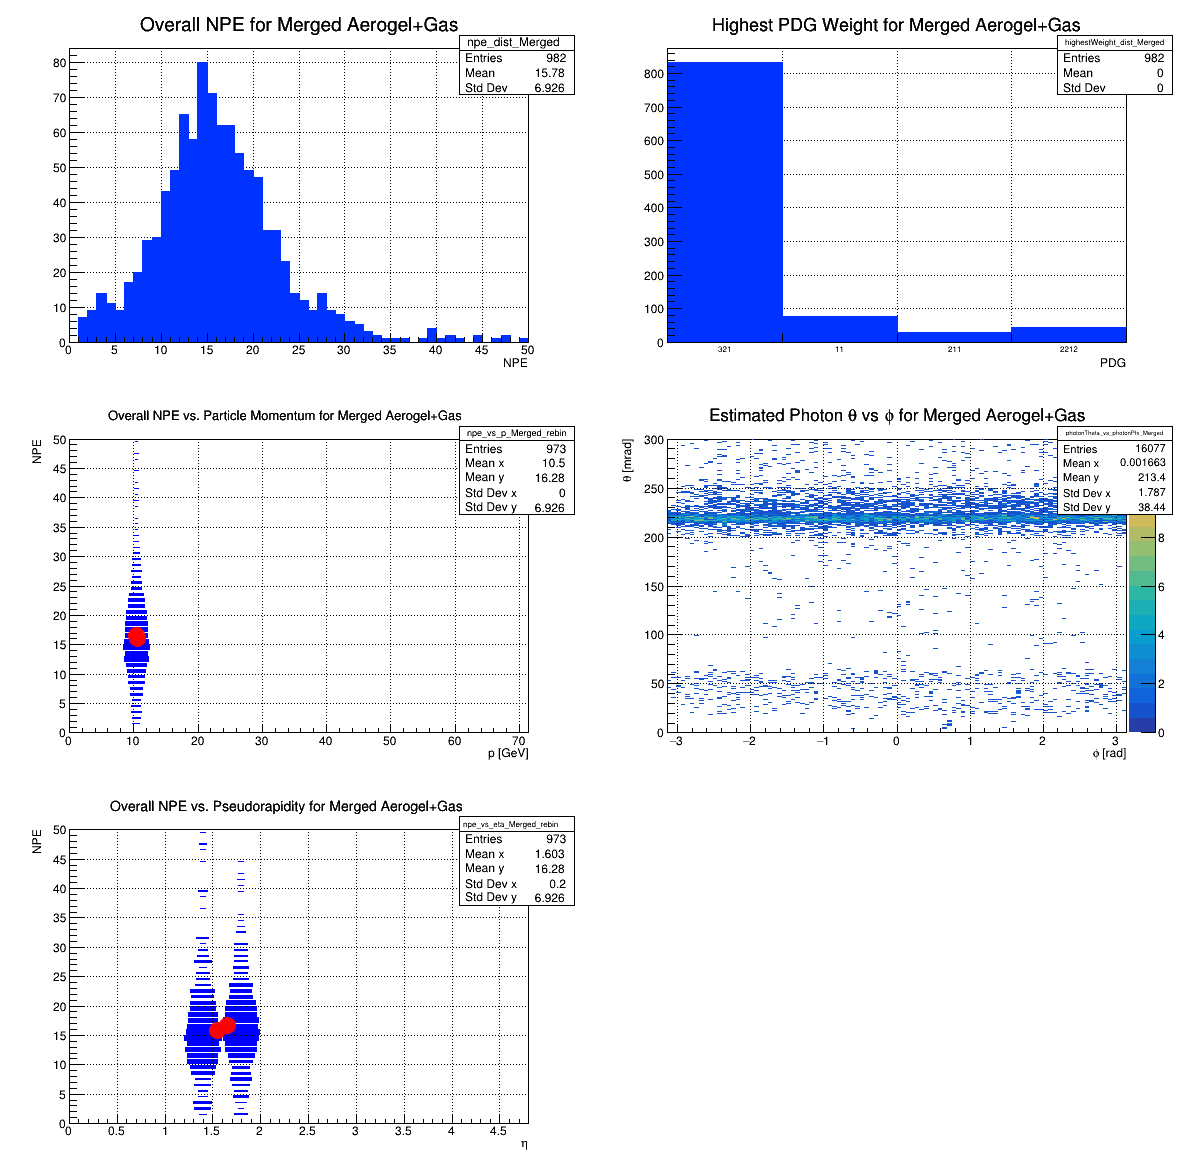 Overall NPE for Merged Aerogel+Gas
npe_dist_Merged
Entries 982
Mean 15.78
Std Dev 6.926
80
70
60
50
40
30
20
10
0
0 5 10 15 20 25 30 35 40 45 50
NPE
Highest PDG Weight for Merged Aerogel+Gas
highestWeight_dist_Merged
Entries 982
Mean 0
Std Dev 0
800
700
600
500
400
300
200
100
0
321 11 211 2212
PDG
Overall NPE vs. Particle Momentum for Merged Aerogel+Gas
npe_vs_p_Merged_rebin
Entries 973
Mean x 10.5
Mean y 16.28
Std Dev x 0
Std Dev y 6.926
NPE
50
45
40
35
30
25
20
15
10
5
0
0 10 20 30 40 50 60 70
p [GeV]
Estimated Photon θ vs ϕ for Merged Aerogel+Gas
photonTheta_vs_photonPhi_Merged
Entries 16077
Mean x 0.001663
Mean y 213.4
Std Dev x 1.787
Std Dev y 38.44
θ [mrad]
300
250
200
150
100
50
0
−3 −2 −1 0 1 2 3
ϕ [rad]
8
6
4
2
0
Overall NPE vs. Pseudorapidity for Merged Aerogel+Gas
npe_vs_eta_Merged_rebin
Entries 973
Mean x 1.603
Mean y 16.28
Std Dev x 0.2
Std Dev y 6.926
NPE
50
45
40
35
30
25
20
15
10
5
0
0 0.5 1 1.5 2 2.5 3 3.5 4 4.5
η